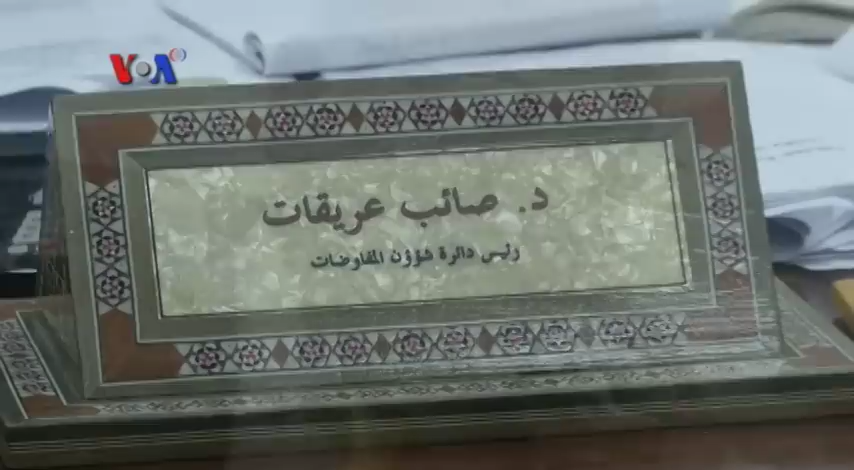 VOA
د. صائب عريقات
رئيس دائرة شؤون المفاوضات